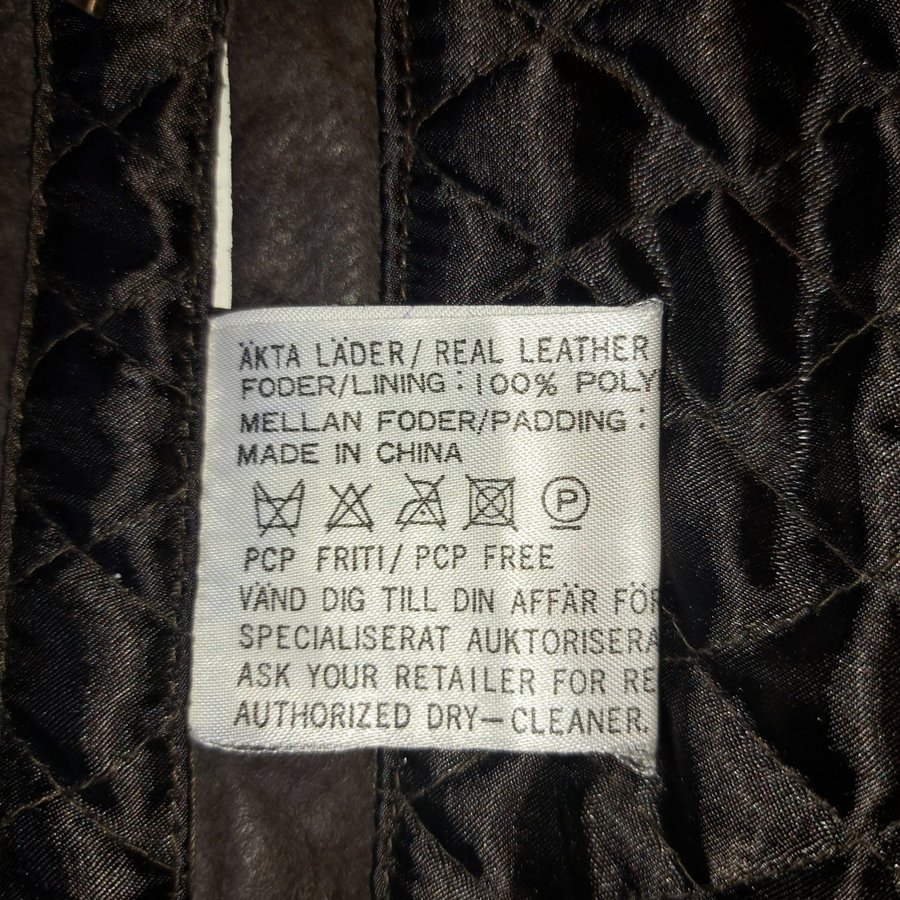 ÄKTA LÄDER/ REAL LEATHER
FODER/LINING : 100% POLY
MELLAN FODER/PADDING :
MADE IN CHINA
P
PCP FRITI/ PCP FREE
VÄND DIG TILL DIN AFFÄR FÖR
SPECIALISERAT AUKTORISERA
ASK YOUR RETAILER FOR RE
AUTHORIZED DRY-CLEANER.